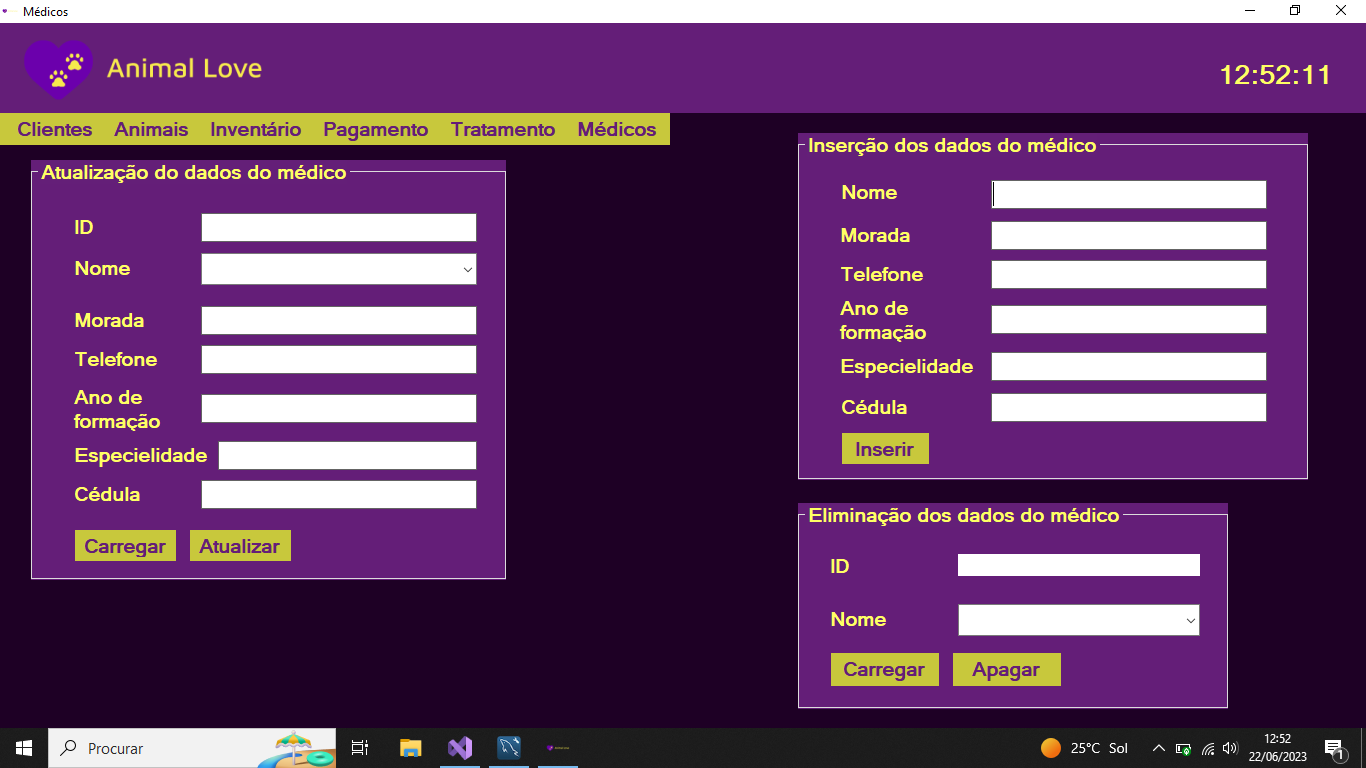 Médicos
Animal Love
12:52:11
Clientes Animais Inventário Pagamento Tratamento Médicos
Atualização do dados do médico
ID
Nome
Morada
Telefone
Ano de
formação
Especielidade
Cédula
Carregar Atualizar
Inserção dos dados do médico
Nome
Morada
Telefone
Ano de
formação
Especielidade
Cédula
Inserir
Eliminação dos dados do médico
ID
Nome
Carregar Apagar
Procurar
25°C Sol
12:52
22/06/2023
1